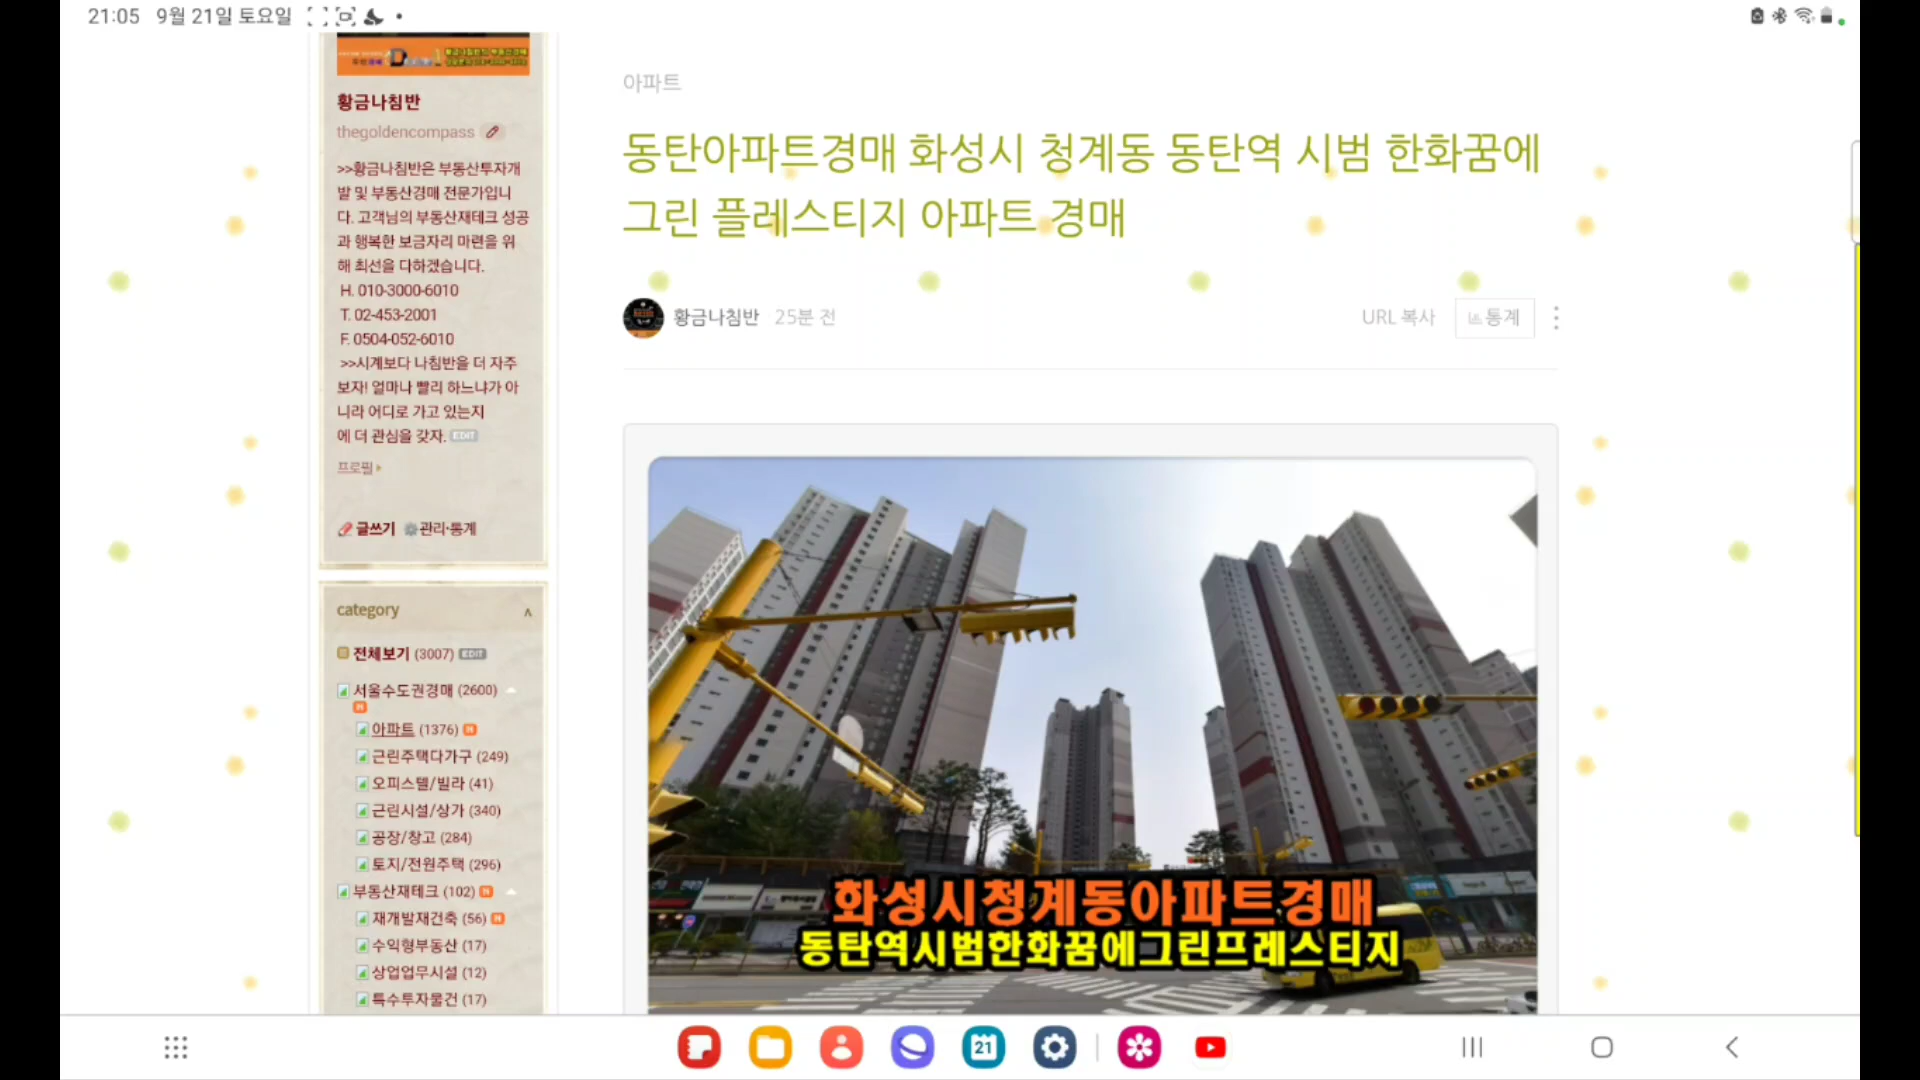 21:05 9월 21일 토요일
황금나침반
thegoldencompass
>>황금나침반은 부동산투자개
발 및 부동산경매 전문가입니
다. 고객님의 부동산재테크 성공
과 행복한 보금자리 마련을 위
해 최선을 다하겠습니다.
H. 010-3000-6010
T. 02-453-2001
F. 0504-052-6010
>>시계보다 나침반을 더 자주
보자! 얼마나 빨리 하느냐가 아
니라 어디로 가고 있는지
에 더 관심을 갖자. EDIT
프로필
글쓰기 관리·통계
category
전체보기 (3007) EDIT
서울수도권경매 (2600)
N
아파트 (1376) N
근린주택다가구 (249)
오피스텔/빌라 (41)
근린시설/상가 (340)
공장/창고 (284)
토지/전원주택 (296)
부동산재테크 (102) N
재개발재건축 (56) N
수익형부동산 (17)
상업업무시설 (12)
특수투자물건 (17)
아파트
동탄아파트경매 화성시 청계동 동탄역 시범 한화꿈에
그린 플레스티지 아파트 경매
황금나침반 25분 전
URL 복사 통계
화성시청계동아파트경매
동탄역시범한화꿈에그린프레스티지
21